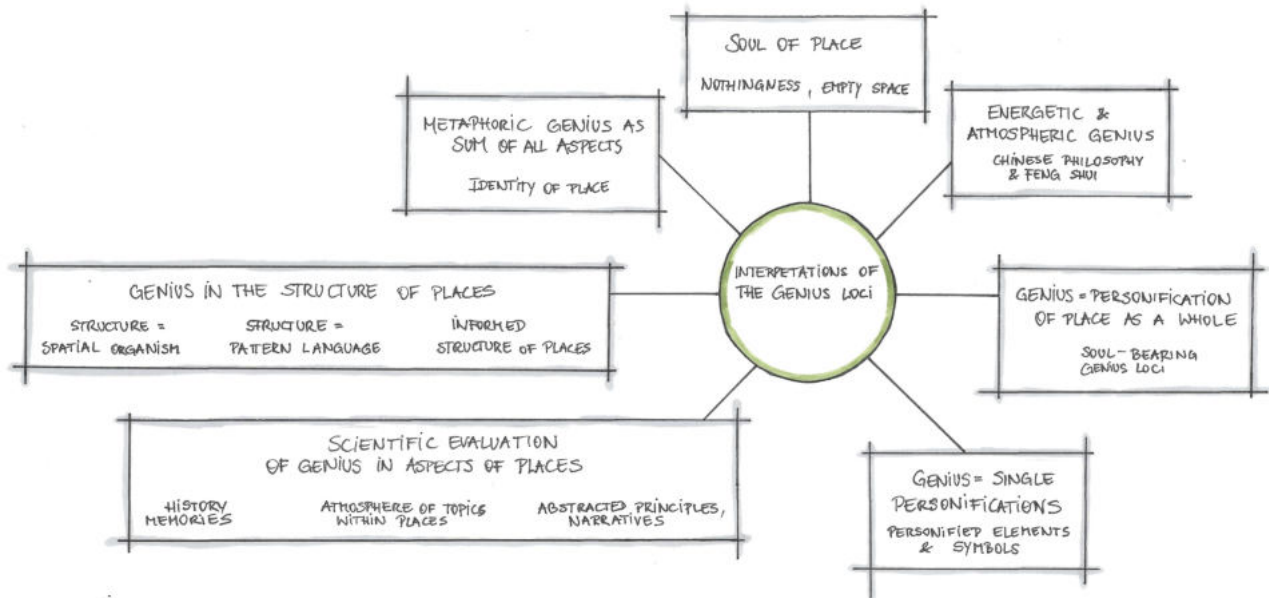 SOUL OF PLACE
NOTHINGNESS, EMPTY SPACE
METAPHORIC GENIUS AS
SUM OF ALL ASPECTS
IDENTITY OF PLACE
ENERGETIC &
ATMOSPHERIC GENIUS
CHINESE PHILOSOPHY
& FENG SHUI
INTERPETATIONS OF
THE GENIUS LOCI
GENIUS IN THE STRUCTURE OF PLACES
STRUCTURE =
SPATIAL ORGANISM
STRUCTURE =
PATTERN LANGUAGE
INFORMED
STRUCTURE OF PLACES
GENIUS = PERSONIFICATION
OF PLACE AS A WHOLE
SOUL-BEARING
GENIUS LOCI
SCIENTIFIC EVALUATION
OF GENIUS IN ASPECTS OF PLACES
HISTORY
MEMORIES
ATMOSPHERE OF TOPICS
WITHIN PLACES
ABSTRACTED PRINCIPLES,
NARRATIVES
GENIUS = SINGLE
PERSONIFICATIONS
PERSONIFIED ELEMENTS
& SYMBOLS